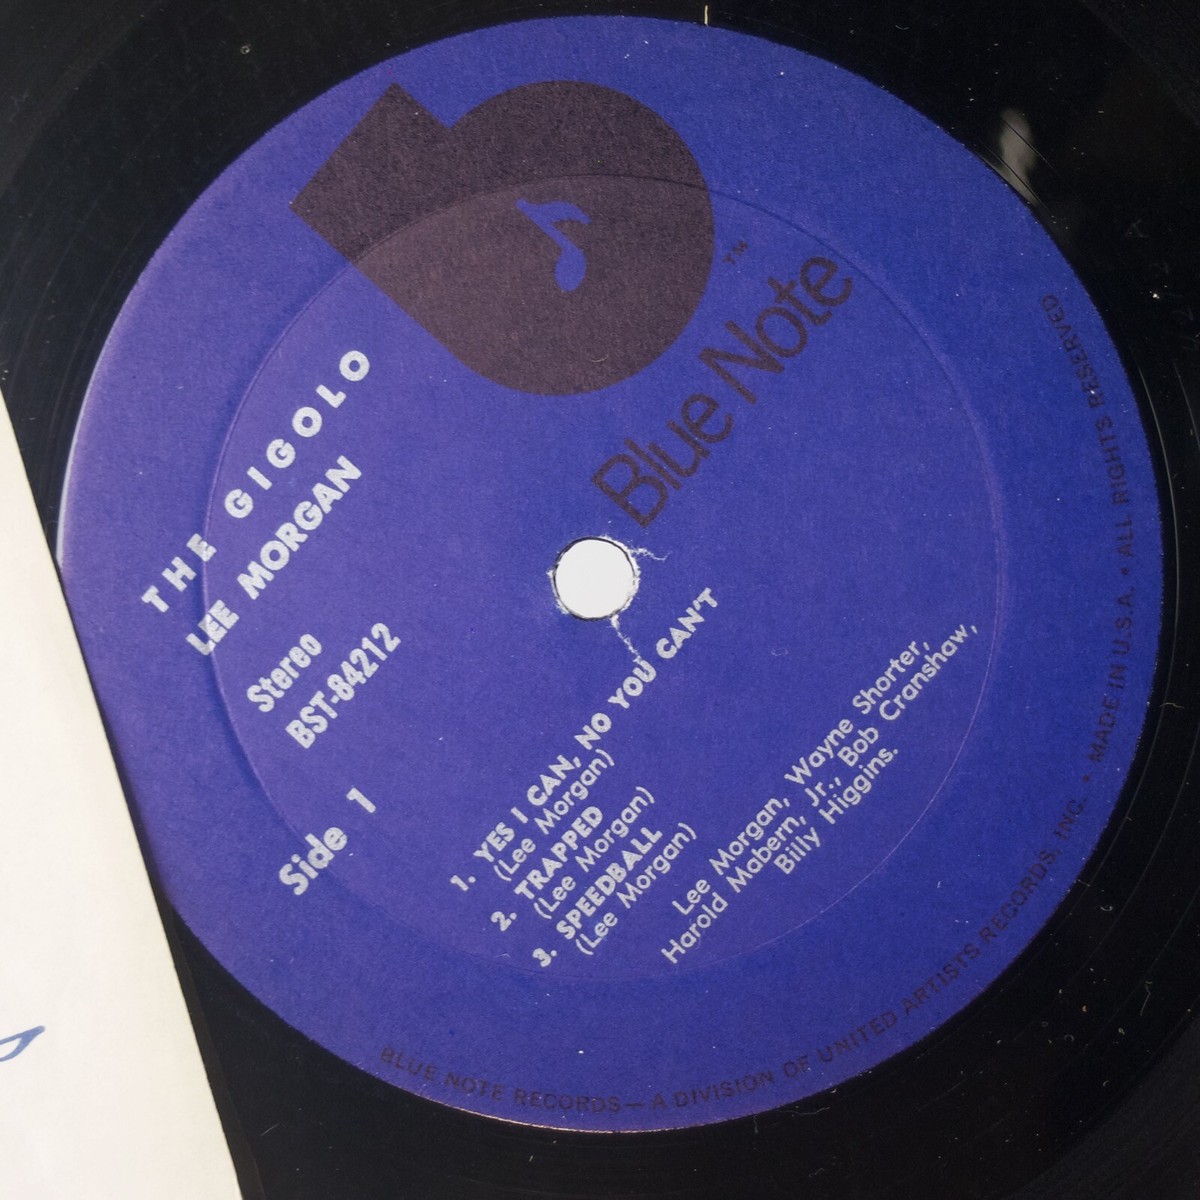 Blue Note™
THE GIGOLO
LEE MORGAN
Stereo
BST-84212
Side 1
1. YES I CAN, NO YOU CAN'T
(Lee Morgan)
2. TRAPPED
(Lee Morgan)
3. SPEEDBALL
(Lee Morgan)
Lee Morgan, Wayne Shorter,
Harold Mabern, Jr., Bob Cranshaw,
Billy Higgins.
BLUE NOTE RECORDS—A DIVISION OF UNITED ARTISTS RECORDS, INC. • MADE IN U.S.A. • ALL RIGHTS RESERVED